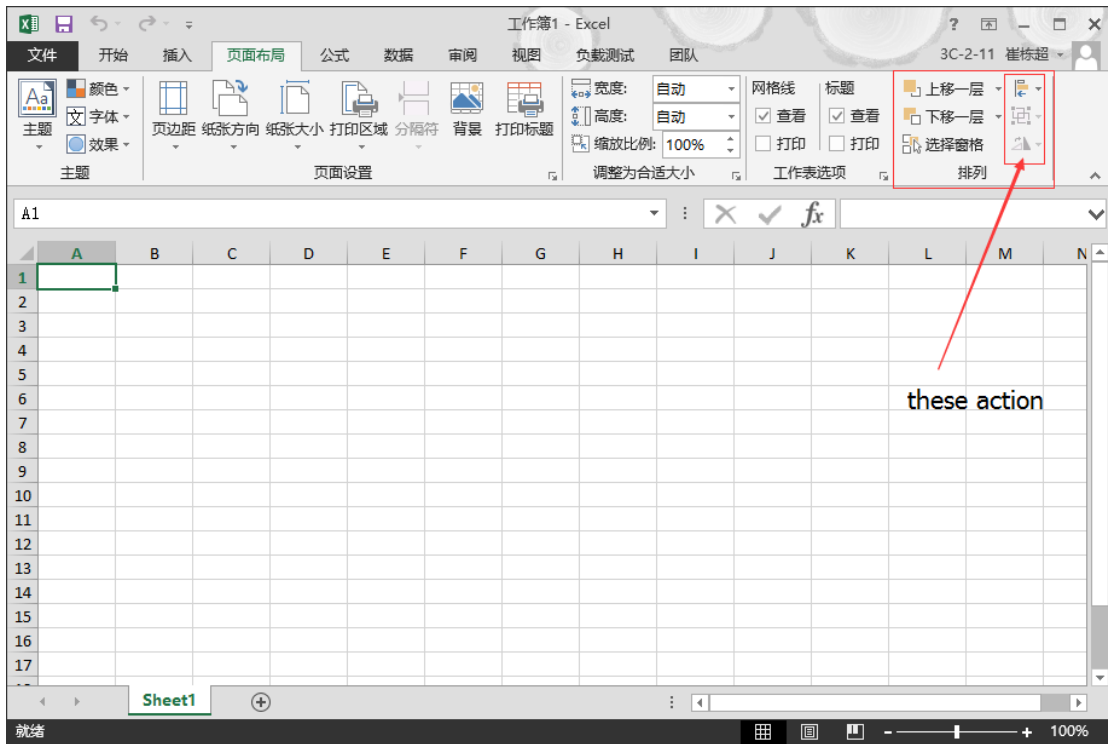 工作簿1 - Excel
?
文件 开始 插入 页面布局 公式 数据 审阅 视图 负载测试 团队 3C-2-11 崔栋超
Aa 主题
颜色
文 字体
效果
主题
页边距 纸张方向 纸张大小 打印区域 分隔符 背景 打印标题
页面设置
宽度: 自动
高度: 自动
缩放比例: 100%
调整为合适大小
网格线 标题
查看 查看
打印 打印
工作表选项
上移一层
下移一层
选择窗格
排列
A1 fx
A B C D E F G H I J K L M N
1
2
3
4
5
6
7
8
9
10
11
12
13
14
15
16
17
these action
Sheet1
就绪 100%